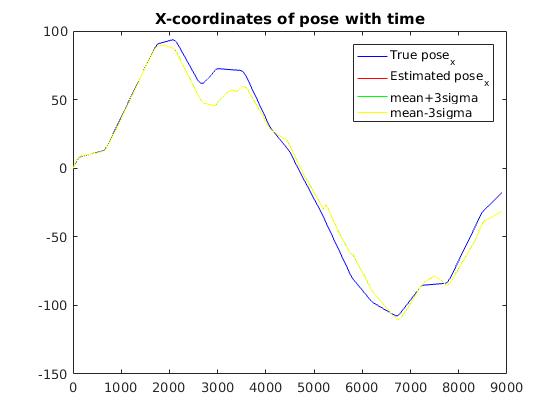 X-coordinates of pose with time
100
50
0
-50
-100
-150
0 1000 2000 3000 4000 5000 6000 7000 8000 9000
True pose_x
Estimated pose_x
mean+3sigma
mean-3sigma